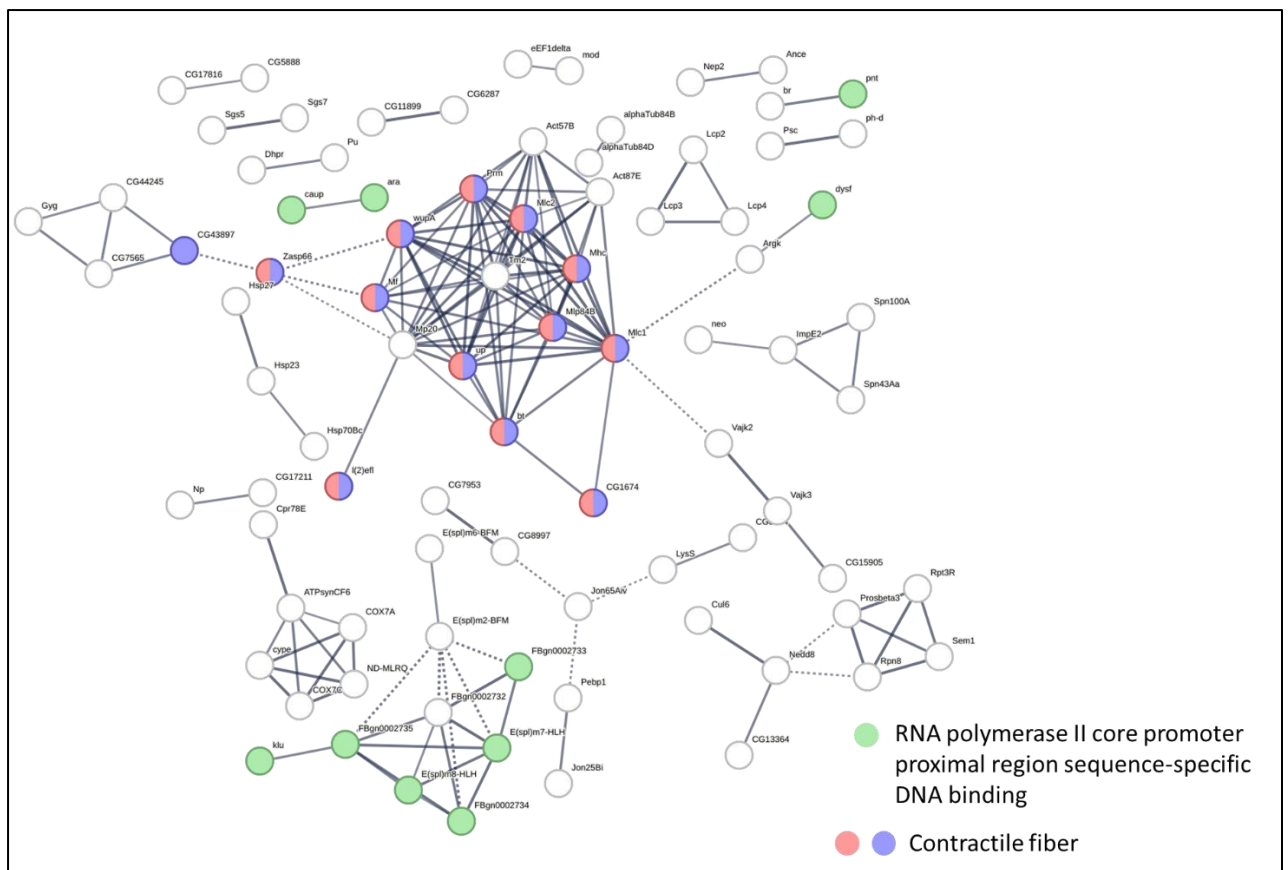 eEF1delta
mod
CG17816
CG5888
Nep2
Ance
br
pnt
Sgs5
Sgs7
CG11899
CG6287
alphaTub84B
alphaTub84D
Psc
ph-d
Dhpr
Pu
Act57B
Act87E
Lcp2
Lcp3
Lcp4
CG44245
Gyg
CG7565
CG43897
caup
ara
Prm
Mlc2
wupA
Mhc
Tm2
dysf
Argk
Zasp66
Mf
Hsp27
Mp20
Mlp84B
Mlc1
up
neo
ImpE2
Spn100A
Spn43Aa
Hsp23
Hsp70Bc
bt
Vajk2
l(2)efl
CG1674
Np
CG17211
CG7953
Vajk3
Cpr78E
E(spl)m6-BFM
CG8997
LysS
CG15905
Jon65Aiv
ATPsynCF6
COX7A
cype
ND-MLRQ
COX7C
E(spl)m2-BFM
Cul6
Prosbeta3
Rpt3R
Sem1
Nedd8
Rpn8
FBgn0002733
FBgn0002732
Pebp1
FBgn0002735
E(spl)m7-HLH
klu
E(spl)m8-HLH
FBgn0002734
Jon25Bi
CG13364
RNA polymerase II core promoter
proximal region sequence-specific
DNA binding
Contractile fiber